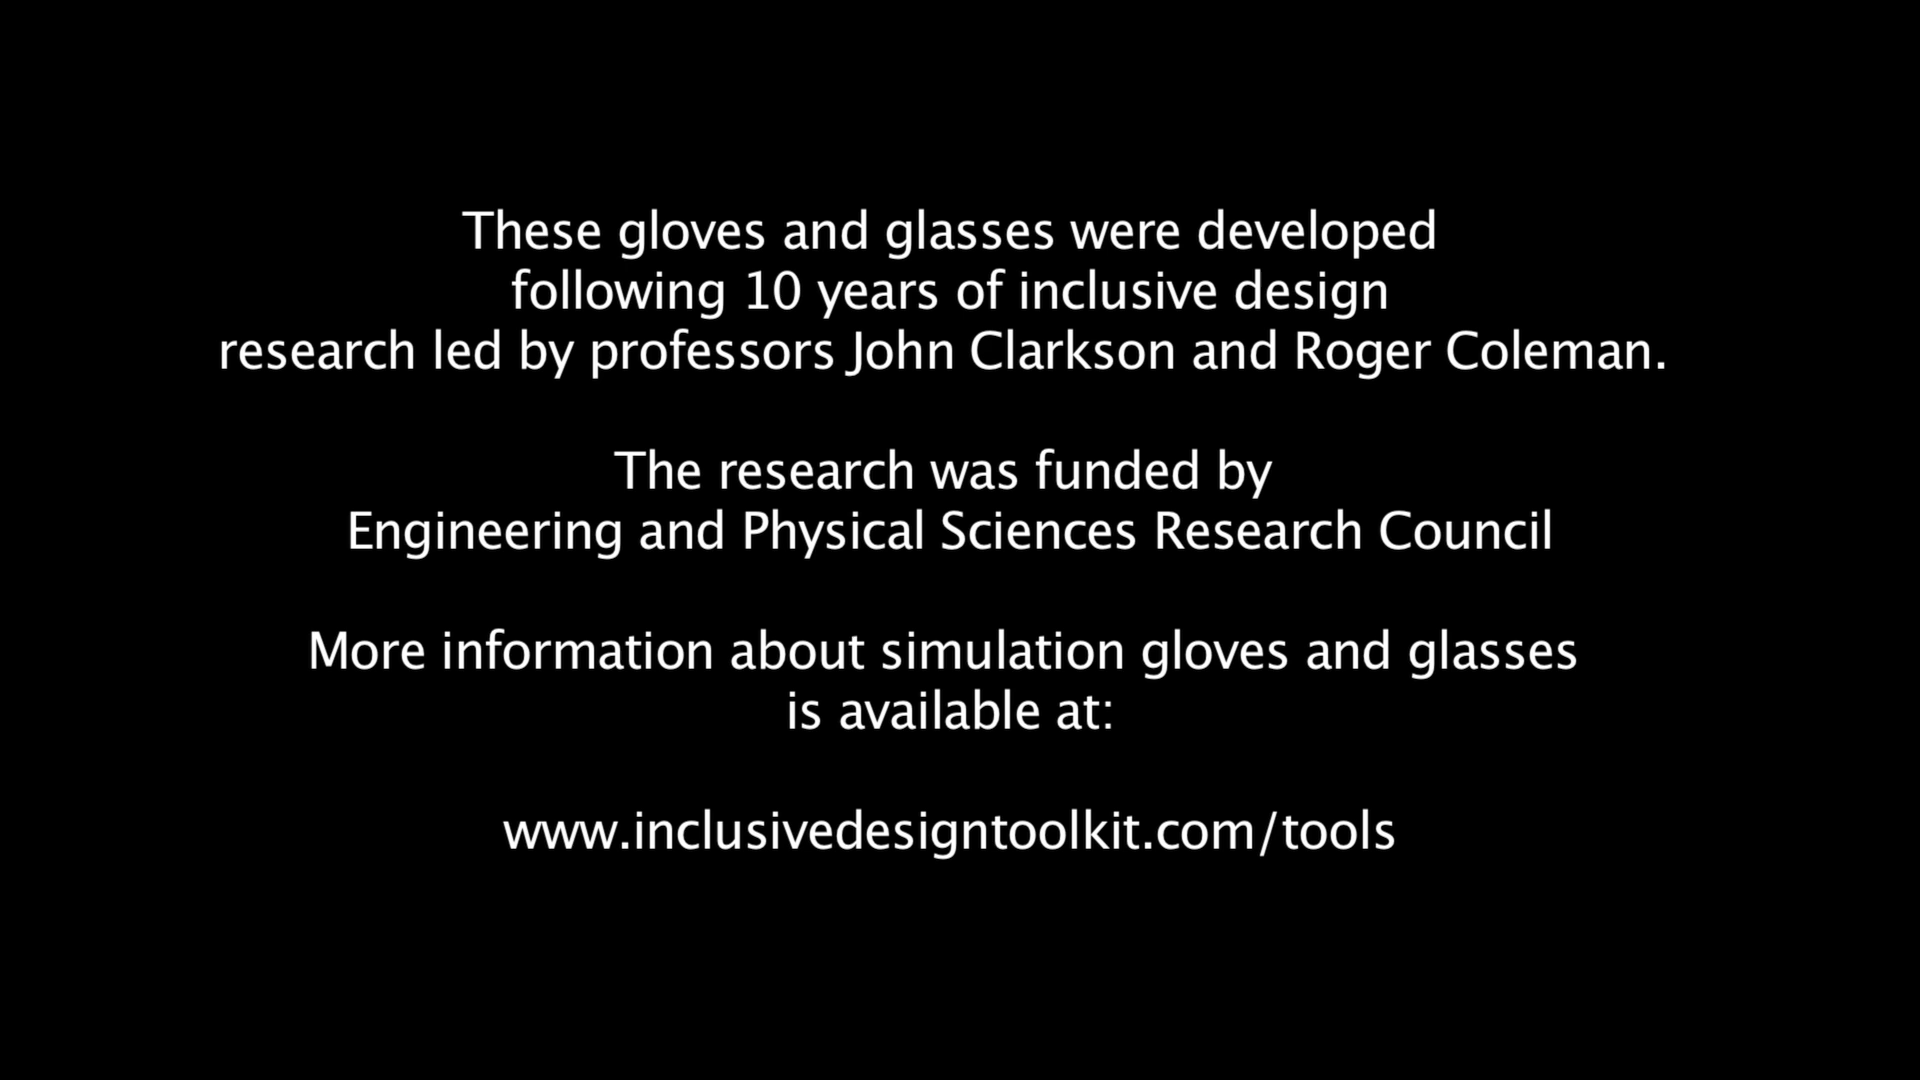 These gloves and glasses were developed
following 10 years of inclusive design
research led by professors John Clarkson and Roger Coleman.
The research was funded by
Engineering and Physical Sciences Research Council
More information about simulation gloves and glasses
is available at:
www.inclusivedesigntoolkit.com/tools